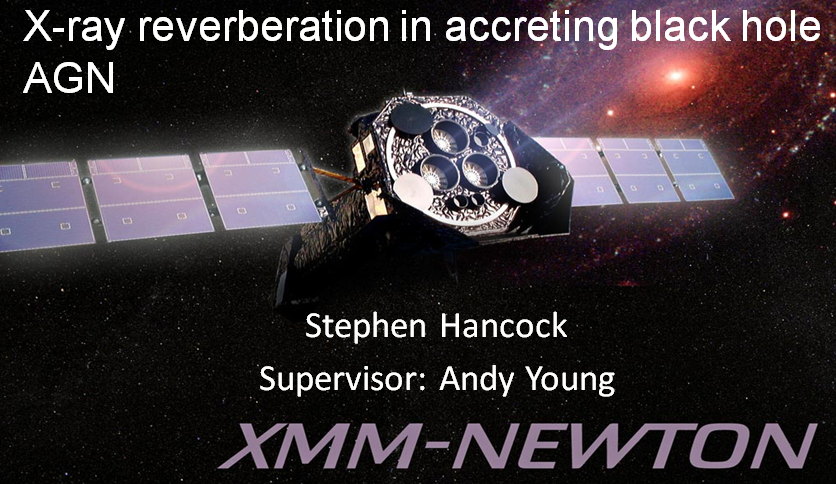 X-ray reverberation in accreting black hole
AGN
Stephen Hancock
Supervisor: Andy Young
XMM-NEWTON